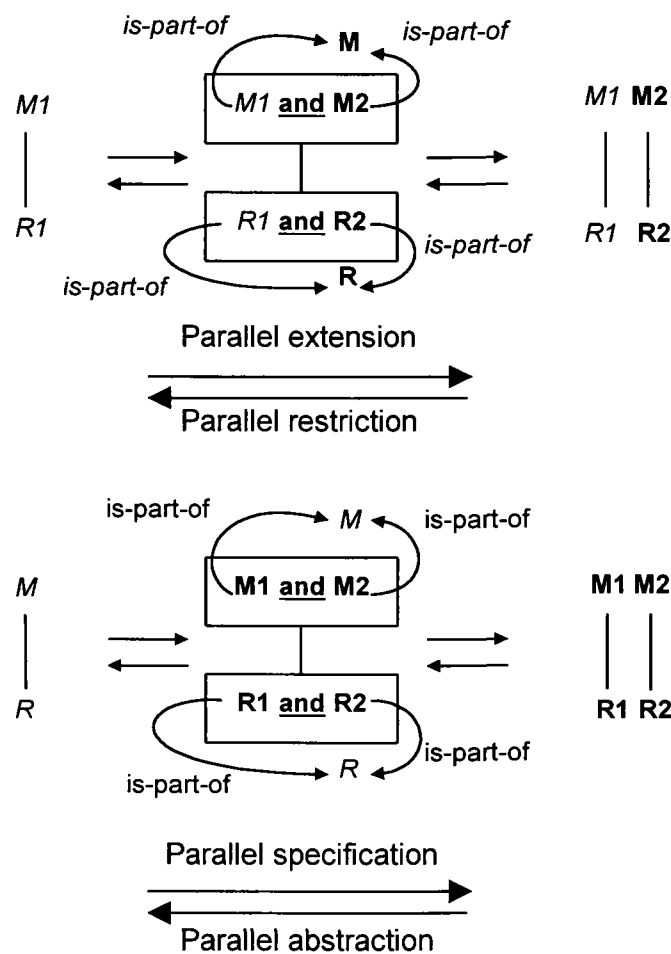 is-part-of M is-part-of
M1 M1 and M2 M1 M2
R1 R1 and R2 R1 R2
is-part-of R is-part-of
Parallel extension
Parallel restriction
is-part-of M is-part-of
M M1 and M2 M1 M2
R R1 and R2 R1 R2
is-part-of R is-part-of
Parallel specification
Parallel abstraction